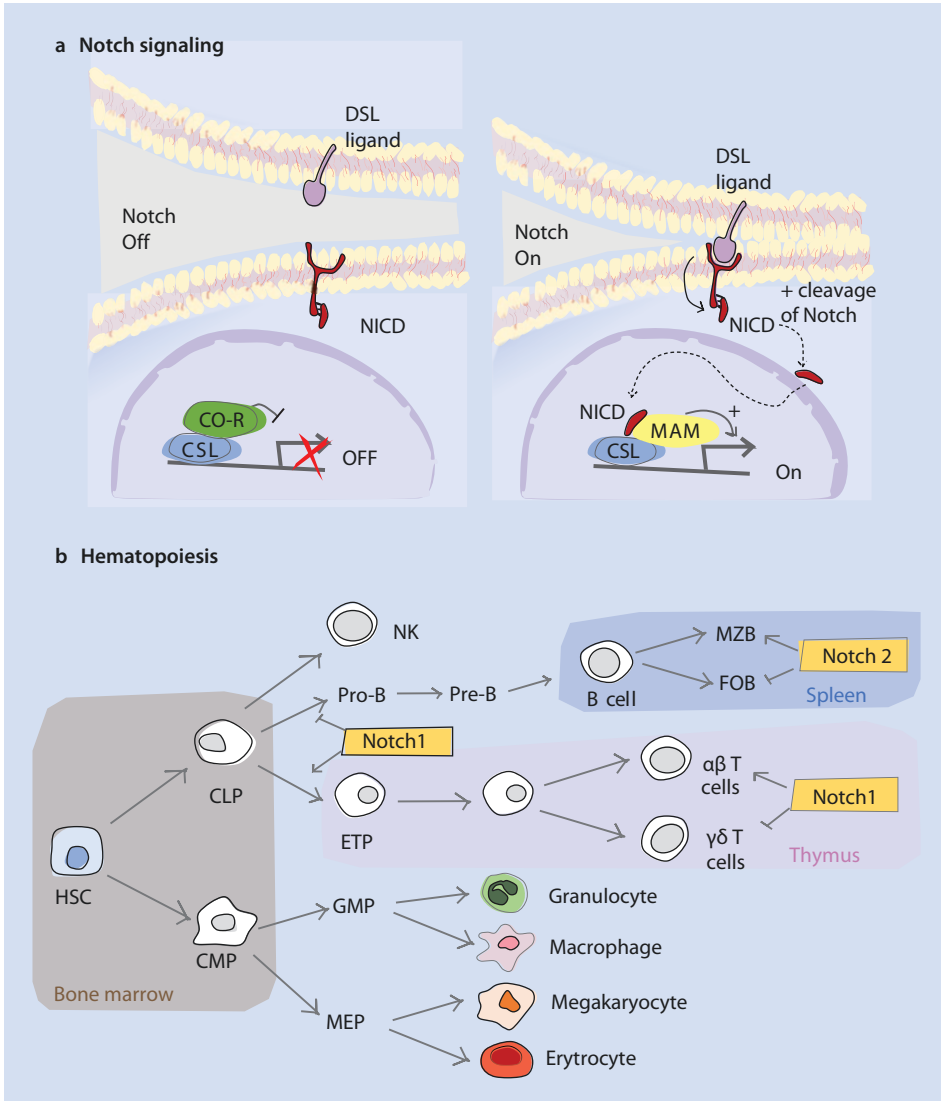 a Notch signaling
DSL
ligand
Notch
Off
NICD
CO-R
CSL
OFF
DSL
ligand
Notch
On
+ cleavage
of Notch
NICD
NICD
+
MAM
CSL
On
b Hematopoiesis
NK
Pro-B
Pre-B
B cell
MZB
FOB
Notch 2
Spleen
Notch1
CLP
ETP
αβ T
cells
Notch1
γδ T
cells
Thymus
HSC
CMP
Bone marrow
GMP
Granulocyte
Macrophage
MEP
Megakaryocyte
Erytrocyte